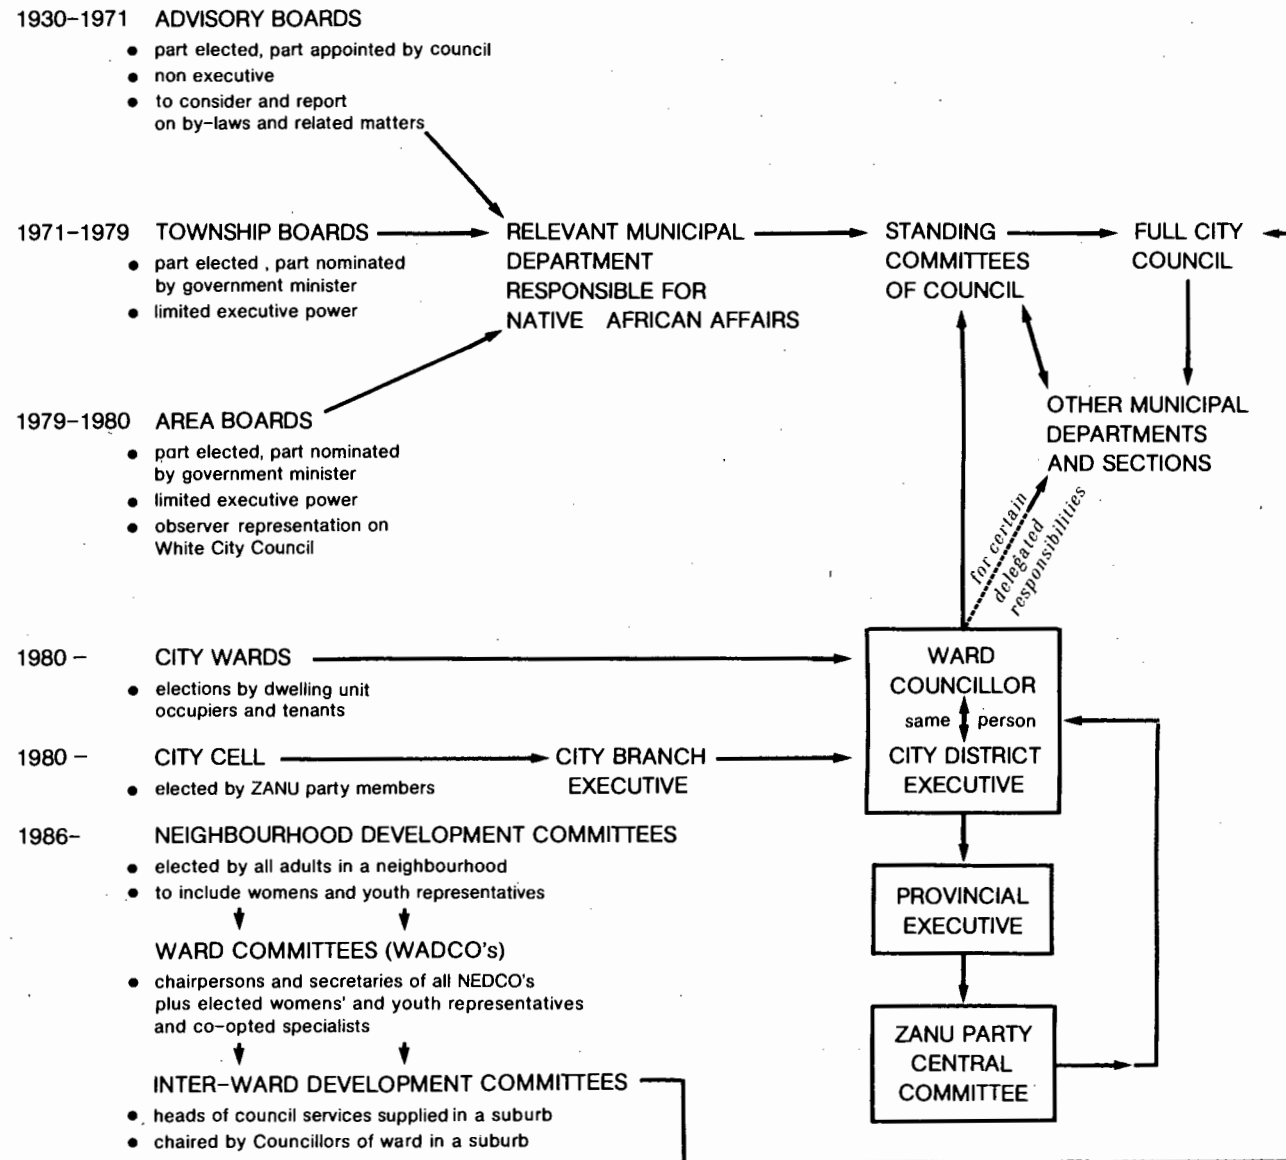 1930–1971 ADVISORY BOARDS
● part elected, part appointed by council
● non executive
● to consider and report
on by-laws and related matters
1971–1979 TOWNSHIP BOARDS
● part elected , part nominated
by government minister
● limited executive power
RELEVANT MUNICIPAL
DEPARTMENT
RESPONSIBLE FOR
NATIVE AFRICAN AFFAIRS
STANDING
COMMITTEES
OF COUNCIL
FULL CITY
COUNCIL
1979–1980 AREA BOARDS
● part elected, part nominated
by government minister
● limited executive power
● observer representation on
White City Council
OTHER MUNICIPAL
DEPARTMENTS
AND SECTIONS
for certain
delegated
responsibilities
1980 – CITY WARDS
● elections by dwelling unit
occupiers and tenants
WARD
COUNCILLOR
same person
CITY DISTRICT
EXECUTIVE
1980 – CITY CELL
● elected by ZANU party members
CITY BRANCH
EXECUTIVE
1986- NEIGHBOURHOOD DEVELOPMENT COMMITTEES
● elected by all adults in a neighbourhood
● to include womens and youth representatives
WARD COMMITTEES (WADCO's)
● chairpersons and secretaries of all NEDCO's
plus elected womens' and youth representatives
and co-opted specialists
INTER-WARD DEVELOPMENT COMMITTEES
● heads of council services supplied in a suburb
● chaired by Councillors of ward in a suburb
PROVINCIAL
EXECUTIVE
ZANU PARTY
CENTRAL
COMMITTEE